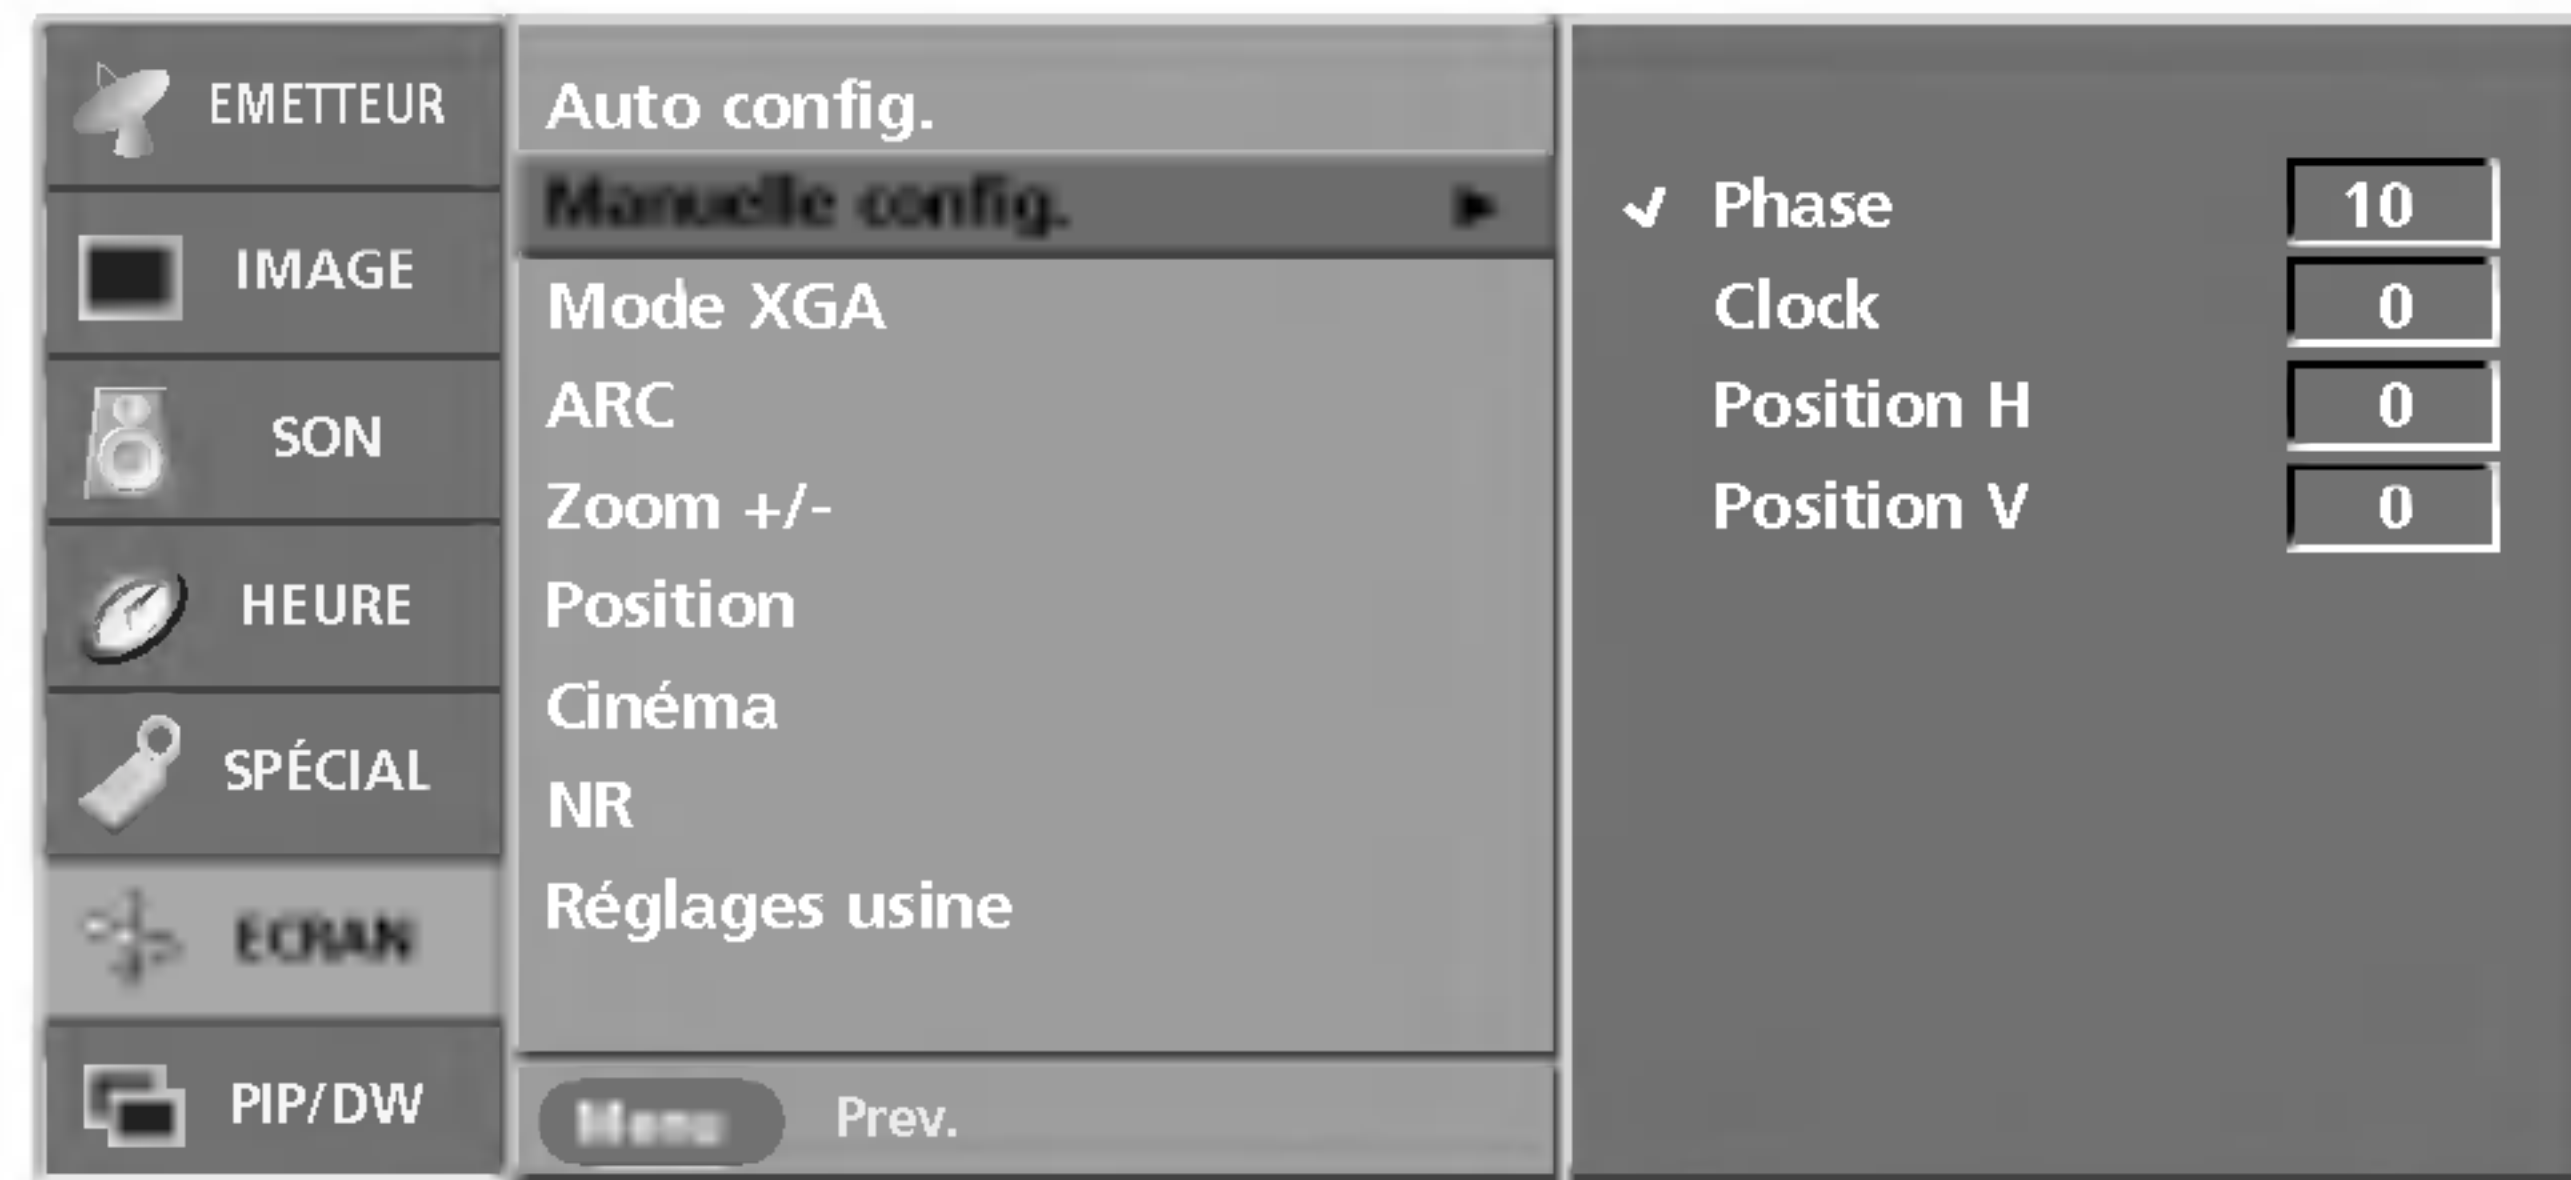 EMETTEUR
IMAGE
SON
HEURE
SPÉCIAL
ECRAN
PIP/DW
Auto config.
Manuelle config.
Mode XGA
ARC
Zoom +/-
Position
Cinéma
NR
Réglages usine
Menu Prev.
Phase 10
Clock 0
Position H 0
Position V 0